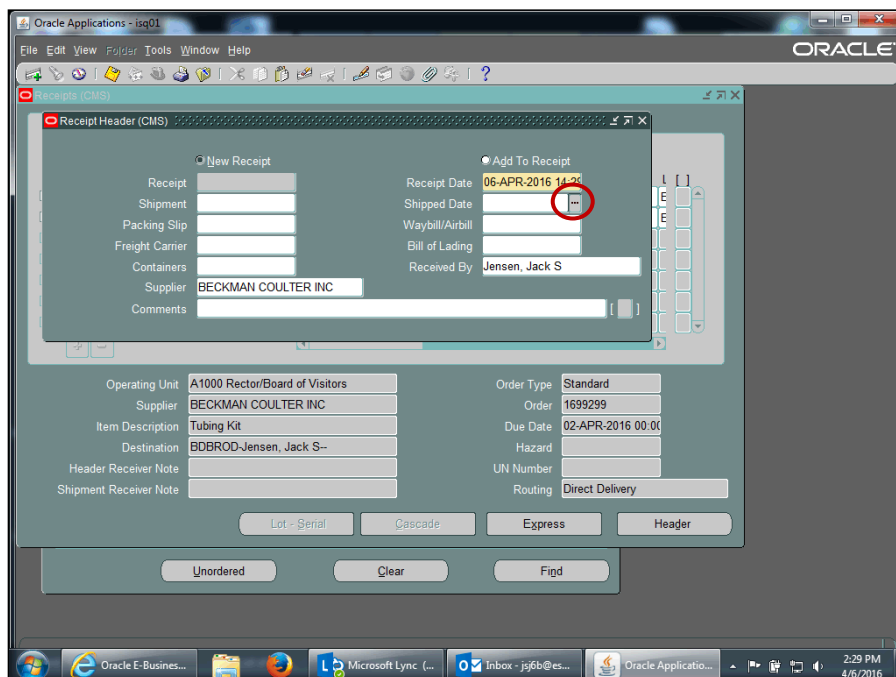 Oracle Applications - isq01
File Edit View Folder Tools Window Help
ORACLE
Receipts (CMS)
Receipt Header (CMS)
New Receipt Add To Receipt
Receipt Receipt Date 06-APR-2016 14:29
Shipment Shipped Date ...
Packing Slip Waybill/Airbill
Freight Carrier Bill of Lading
Containers Received By Jensen, Jack S
Supplier BECKMAN COULTER INC
Comments [ ]
Operating Unit A1000 Rector/Board of Visitors Order Type Standard
Supplier BECKMAN COULTER INC Order 1699299
Item Description Tubing Kit Due Date 02-APR-2016 00:00
Destination BDBROD-Jensen, Jack S-- Hazard
Header Receiver Note UN Number
Shipment Receiver Note Routing Direct Delivery
Lot - Serial Cascade Express Header
Unordered Clear Find
Oracle E-Busines... Microsoft Lync (... Inbox - jsj6b@es... Oracle Applicatio... 2:29 PM
4/6/2016